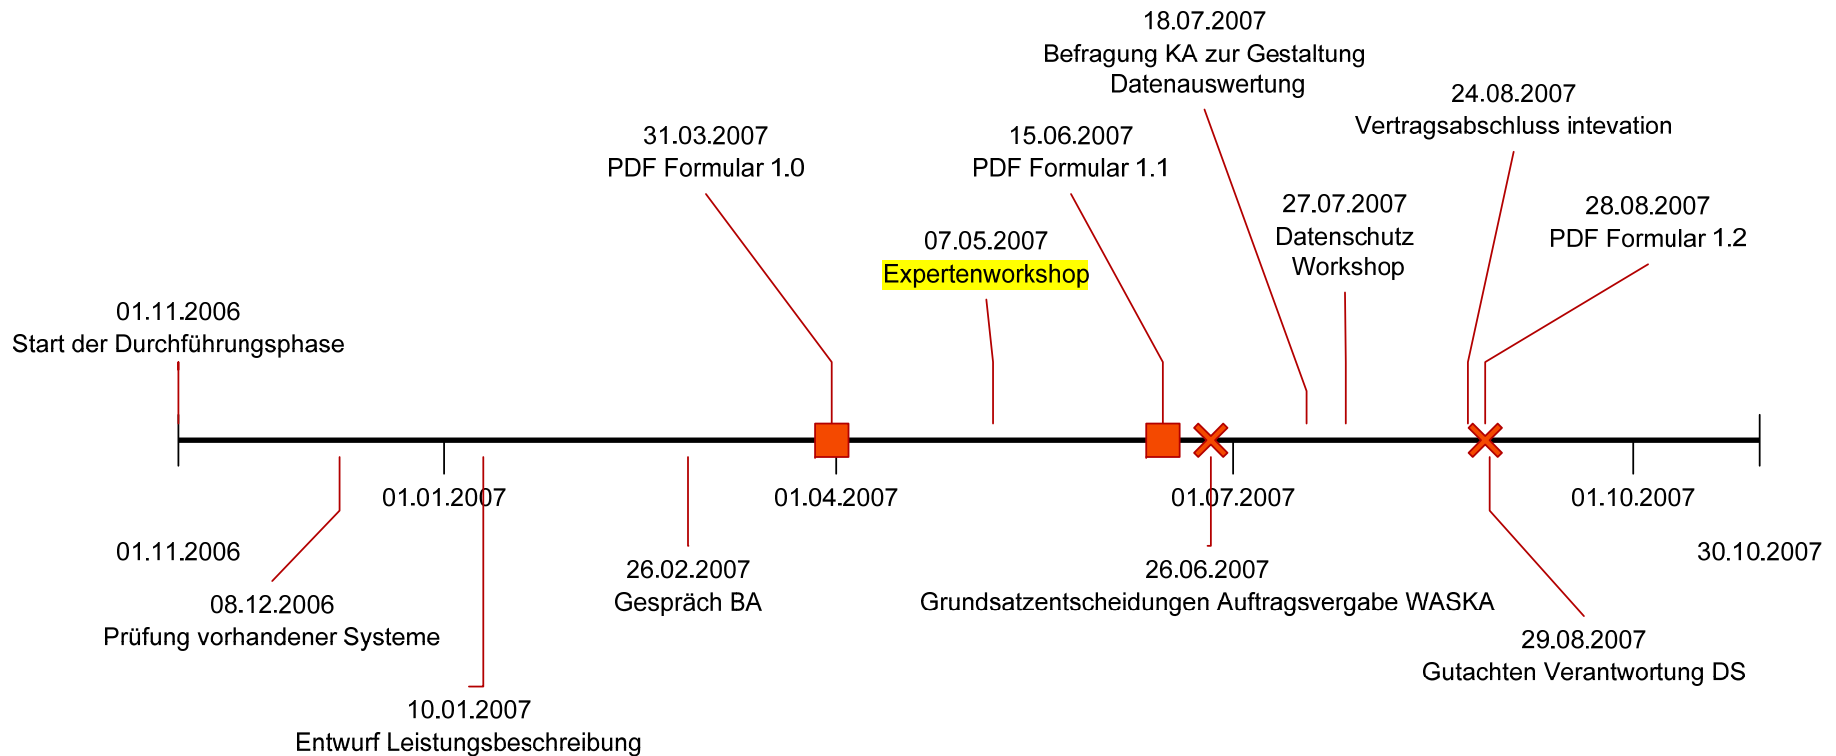 18.07.2007
Befragung KA zur Gestaltung
Datenauswertung
24.08.2007
Vertragsabschluss intevation
31.03.2007
PDF Formular 1.0
15.06.2007
PDF Formular 1.1
27.07.2007
Datenschutz
Workshop
28.08.2007
PDF Formular 1.2
07.05.2007
Expertenworkshop
01.11.2006
Start der Durchführungsphase
01.01.2007
01.04.2007
01.07.2007
01.10.2007
01.11.2006
30.10.2007
08.12.2006
Prüfung vorhandener Systeme
26.02.2007
Gespräch BA
26.06.2007
Grundsatzentscheidungen Auftragsvergabe WASKA
29.08.2007
Gutachten Verantwortung DS
10.01.2007
Entwurf Leistungsbeschreibung